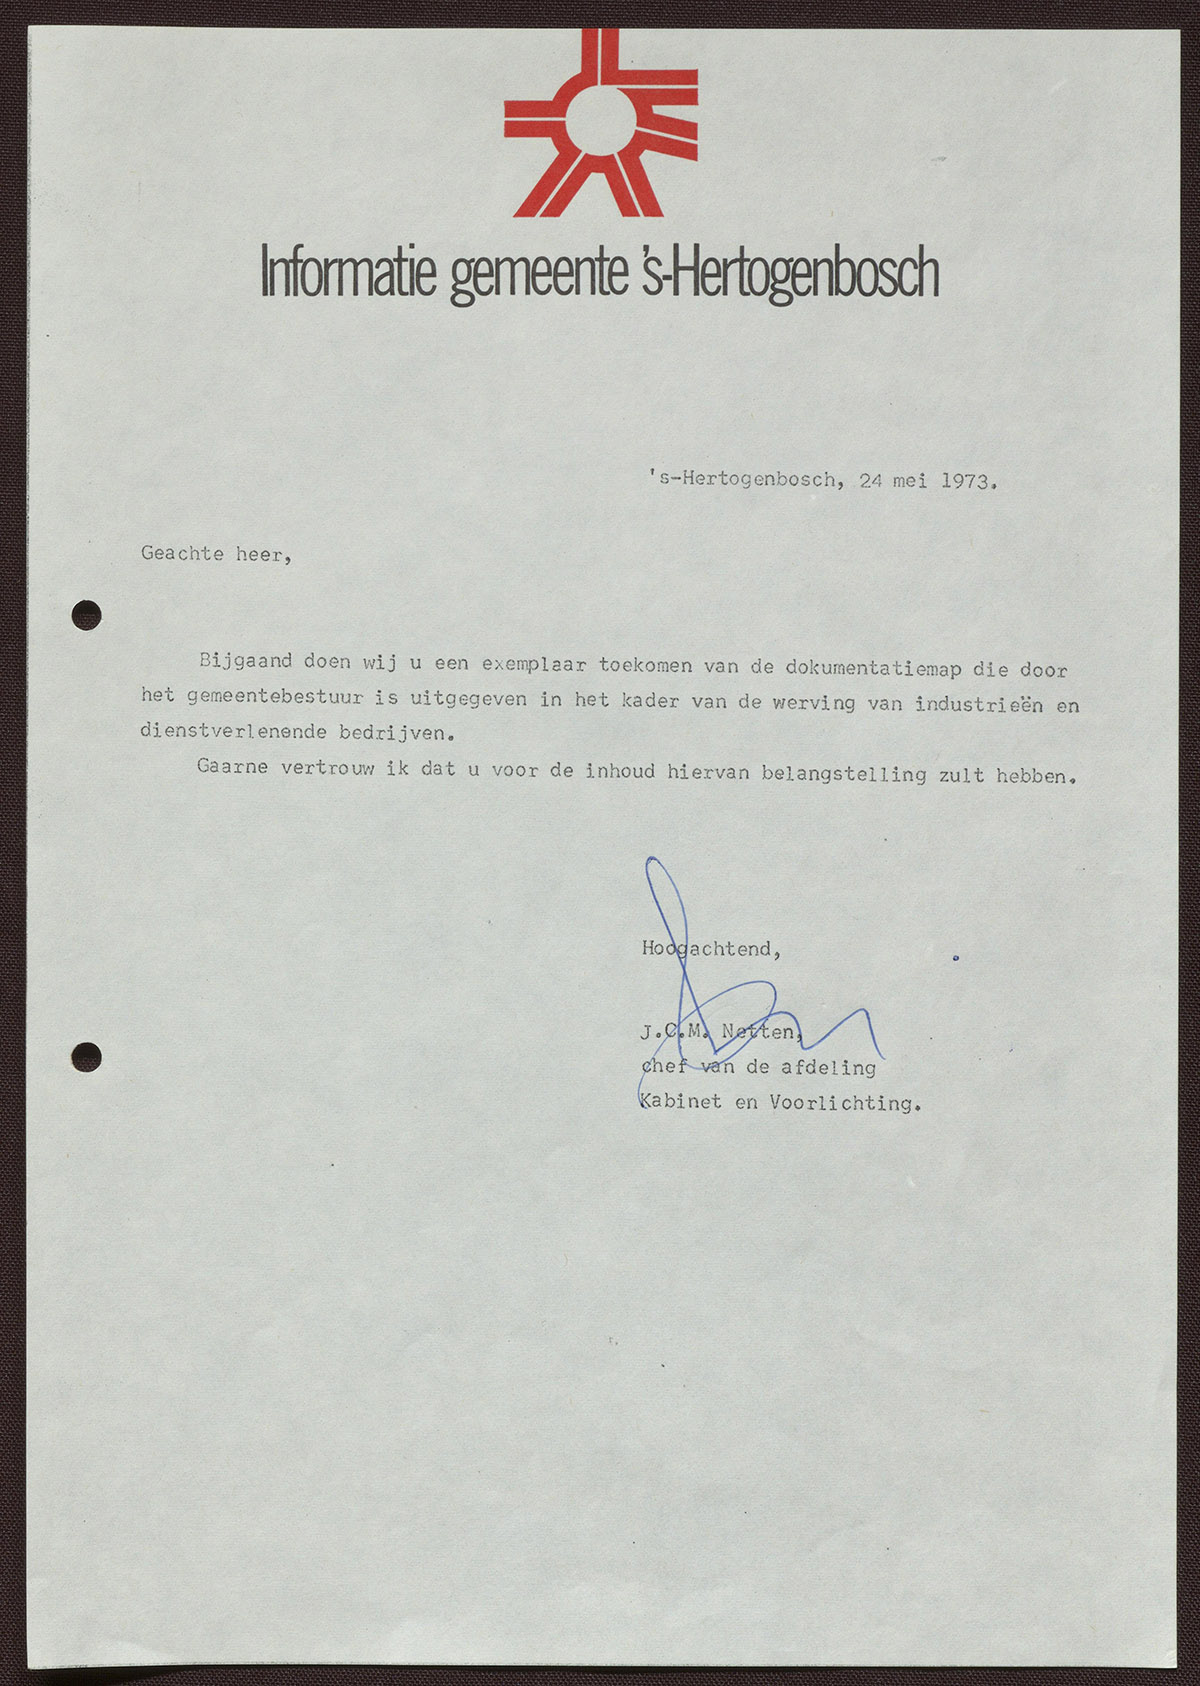 Informatie gemeente 's-Hertogenbosch
's-Hertogenbosch, 24 mei 1973.
Geachte heer,
Bijgaand doen wij u een exemplaar toekomen van de dokumentatiemap die door
het gemeentebestuur is uitgegeven in het kader van de werving van industrieën en
dienstverlenende bedrijven.
Gaarne vertrouw ik dat u voor de inhoud hiervan belangstelling zult hebben.
Hoogachtend,
J.C.M. Netten,
chef van de afdeling
Kabinet en Voorlichting.